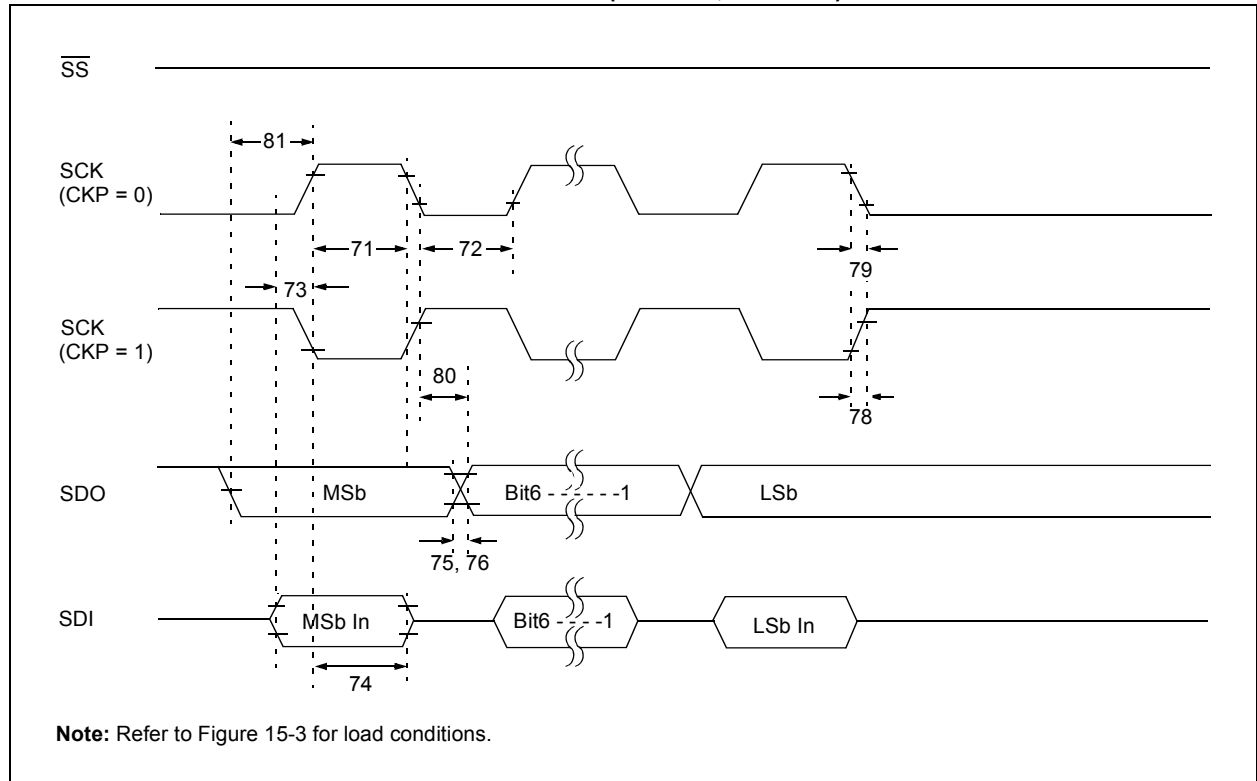 SS
81
SCK
(CKP = 0)
71
72
79
73
SCK
(CKP = 1)
80
78
SDO
MSb
Bit6 - - - - - - -1
LSb
75, 76
SDI
MSb In
Bit6 - - - - -1
LSb In
74
Note: Refer to Figure 15-3 for load conditions.